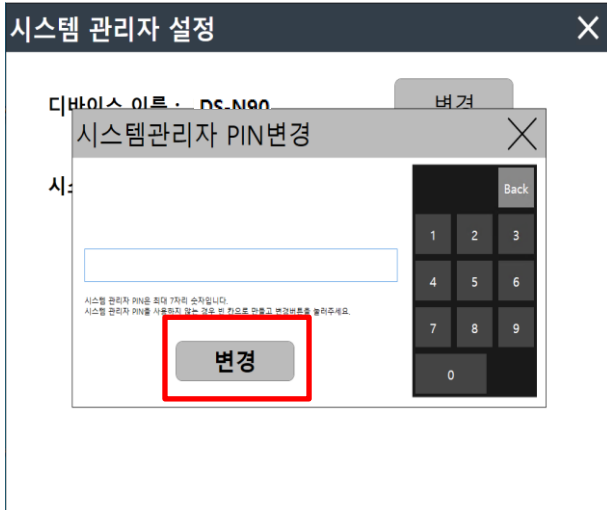 시스템 관리자 설정
디바이스 이름 : DS-N90
변경
시스템관리자 PIN변경
Back
1 2 3
시스템 관리자 PIN은 최대 7자리 숫자입니다.
시스템 관리자 PIN을 사용하지 않는 경우 빈 칸으로 만들고 변경버튼을 눌러주세요.
4 5 6
7 8 9
변경
0